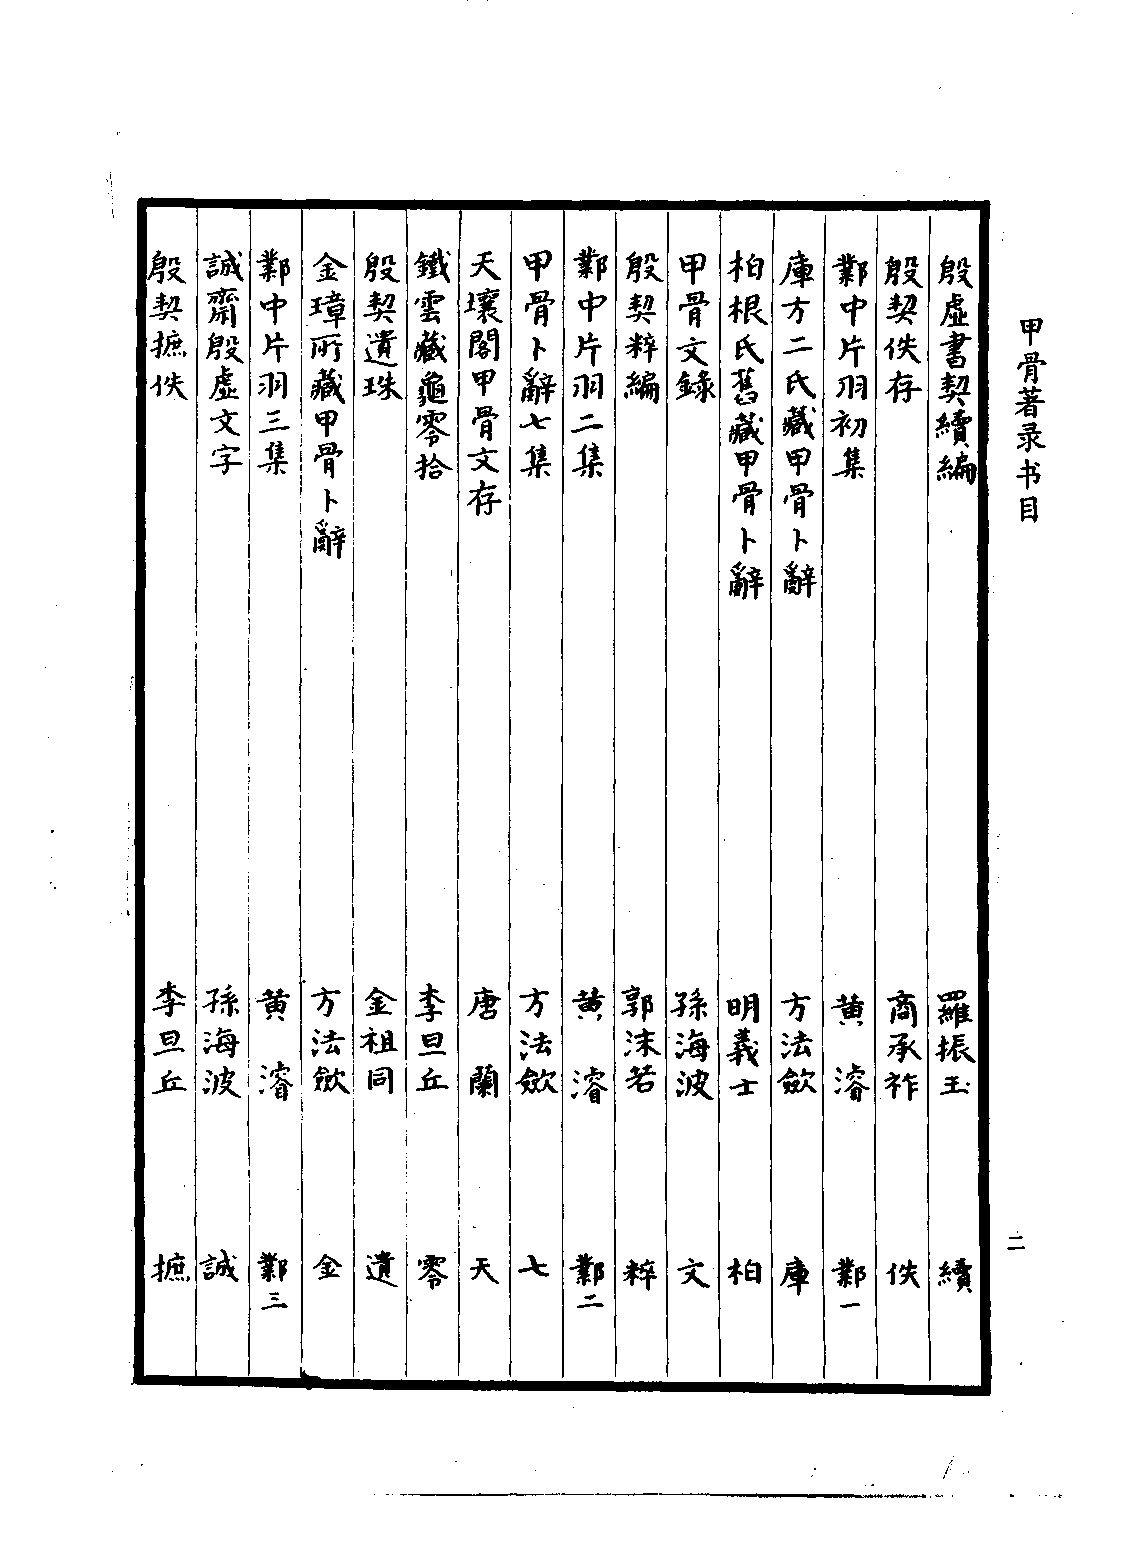 甲骨著录书目
二
殷虛書契續編 羅振玉 續
殷契佚存 商承祚 佚
鄴中片羽初集 黄濬 鄴一
庫方二氏藏甲骨卜辭 方法歛 庫
柏根氏舊藏甲骨卜辭 明義士 柏
甲骨文錄 孫海波 文
殷契粹編 郭沫若 粹
鄴中片羽二集 黄濬 鄴二
甲骨卜辭七集 方法歛 七
天壤閣甲骨文存 唐蘭 天
鐵雲藏龜零拾 李旦丘 零
殷契遺珠 金祖同 遺
金璋所藏甲骨卜辭 方法歛 金
鄴中片羽三集 黄濬 鄴三
誠齋殷虛文字 孫海波 誠
殷契摭佚 李旦丘 摭